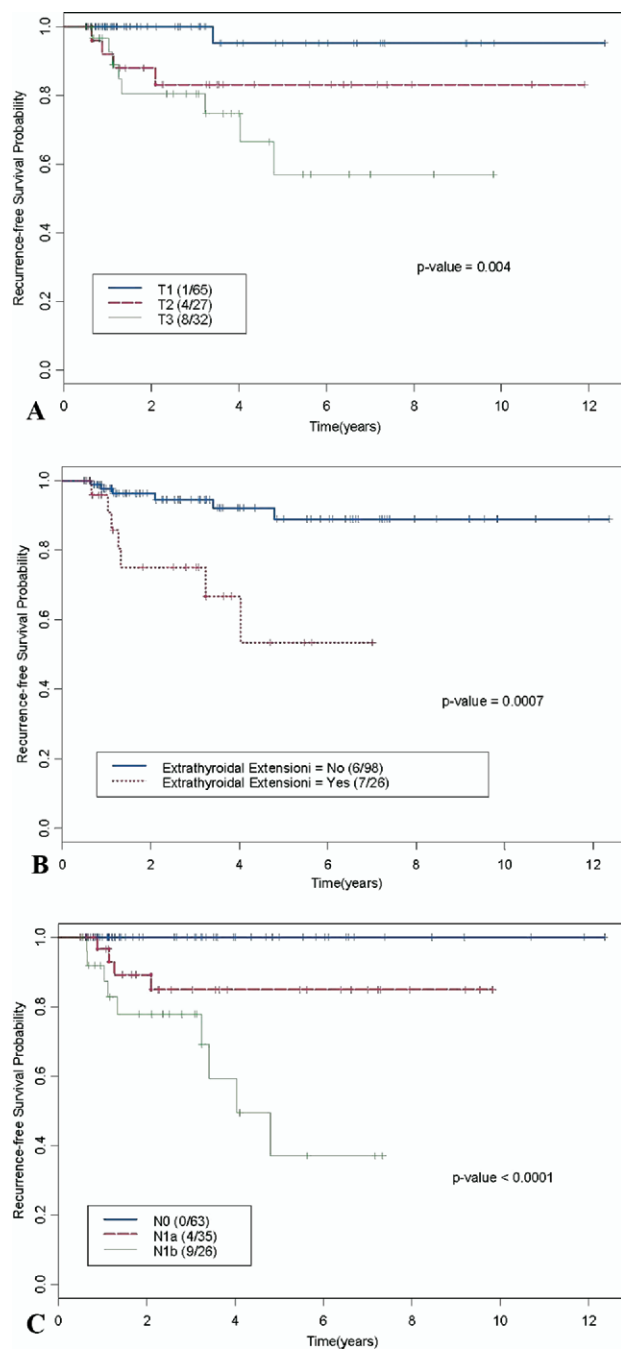 Recurrence-free Survival Probability
1.0
0.8
0.6
0.4
0.2
0.0
p-value = 0.004
T1 (1/65)
T2 (4/27)
T3 (8/32)
0 2 4 6 8 10 12
Time(years)
A
Recurrence-free Survival Probability
1.0
0.8
0.6
0.4
0.2
0.0
p-value = 0.0007
Extrathyroidal Extensioni = No (6/98)
Extrathyroidal Extensioni = Yes (7/26)
0 2 4 6 8 10 12
Time(years)
B
Recurrence-free Survival Probability
1.0
0.8
0.6
0.4
0.2
0.0
p-value < 0.0001
N0 (0/63)
N1a (4/35)
N1b (9/26)
0 2 4 6 8 10 12
Time(years)
C